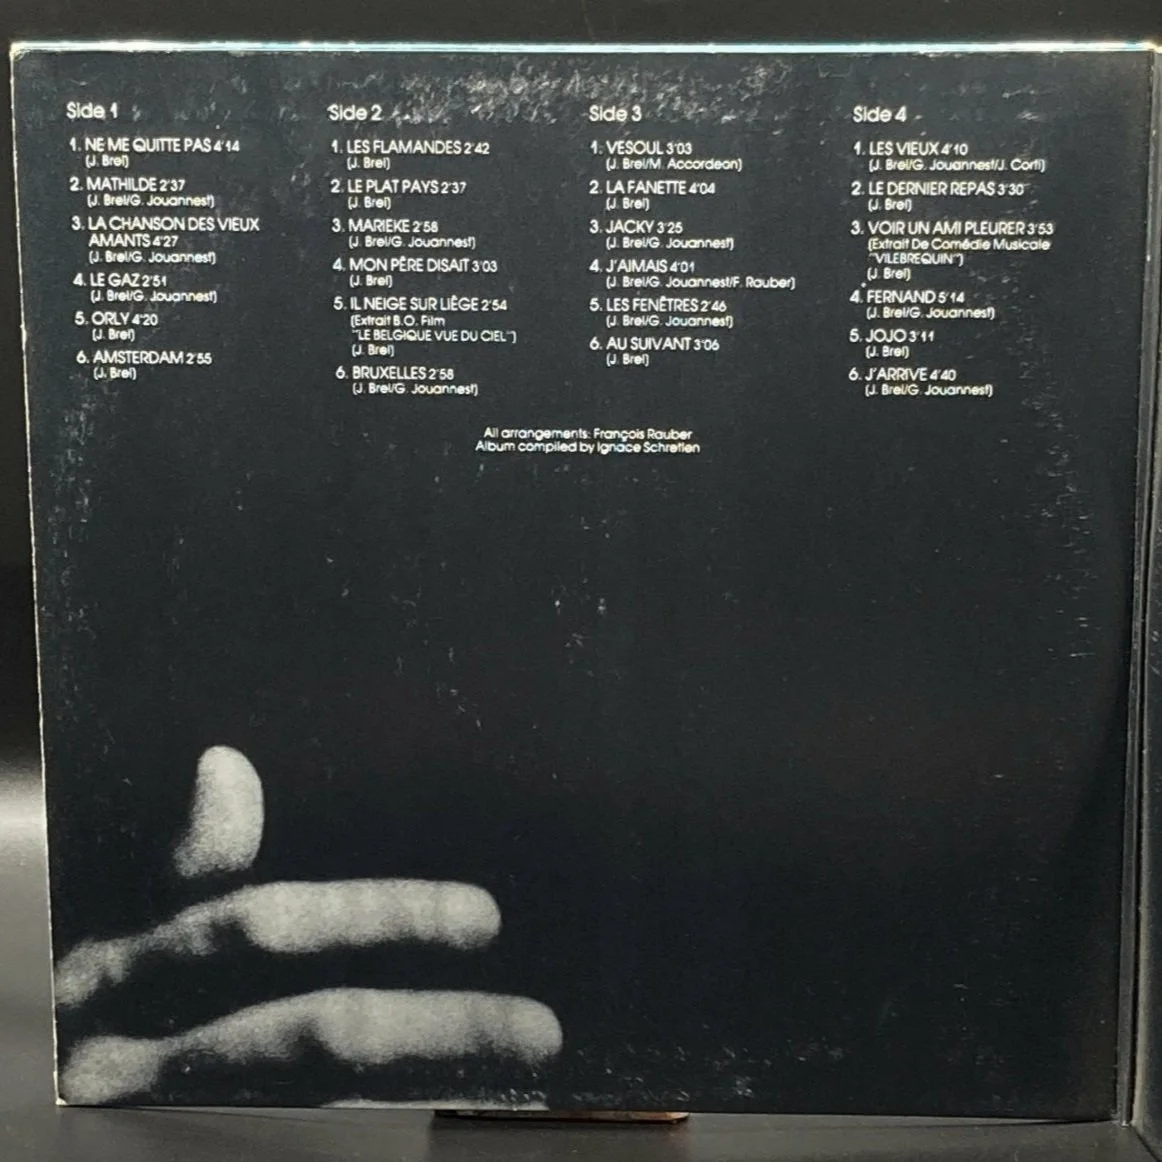 Side 1
1. NE ME QUITTE PAS 4'14
(J. Brel)
2. MATHILDE 2'37
(J. Brel/G. Jouannest)
3. LA CHANSON DES VIEUX
AMANTS 4'27
(J. Brel/G. Jouannest)
4. LE GAZ 2'51
(J. Brel/G. Jouannest)
5. ORLY 4'20
(J. Brel)
6. AMSTERDAM 2'55
(J. Brel)
Side 2
1. LES FLAMANDES 2'42
(J. Brel)
2. LE PLAT PAYS 2'37
(J. Brel)
3. MARIEKE 2'58
(J. Brel/G. Jouannest)
4. MON PÈRE DISAIT 3'03
(J. Brel)
5. IL NEIGE SUR LIÈGE 2'54
(Extrait B.O. Film
"LE BELGIQUE VUE DU CIEL")
(J. Brel)
6. BRUXELLES 2'58
(J. Brel/G. Jouannest)
Side 3
1. VESOUL 3'03
(J. Brel/M. Accordeon)
2. LA FANETTE 4'04
(J. Brel)
3. JACKY 3'25
(J. Brel/G. Jouannest)
4. J'AIMAIS 4'01
(J. Brel/G. Jouannest/F. Rauber)
5. LES FENÊTRES 2'46
(J. Brel/G. Jouannest)
6. AU SUIVANT 3'06
(J. Brel)
Side 4
1. LES VIEUX 4'10
(J. Brel/G. Jouannest/J. Corti)
2. LE DERNIER REPAS 3'30
(J. Brel)
3. VOIR UN AMI PLEURER 3'53
(Extrait De Comédie Musicale
"VILEBREQUIN")
(J. Brel)
4. FERNAND 5'14
(J. Brel/G. Jouannest)
5. JOJO 3'11
(J. Brel)
6. J'ARRIVE 4'40
(J. Brel/G. Jouannest)
All arrangements: François Rauber
Album compiled by Ignace Schretlen